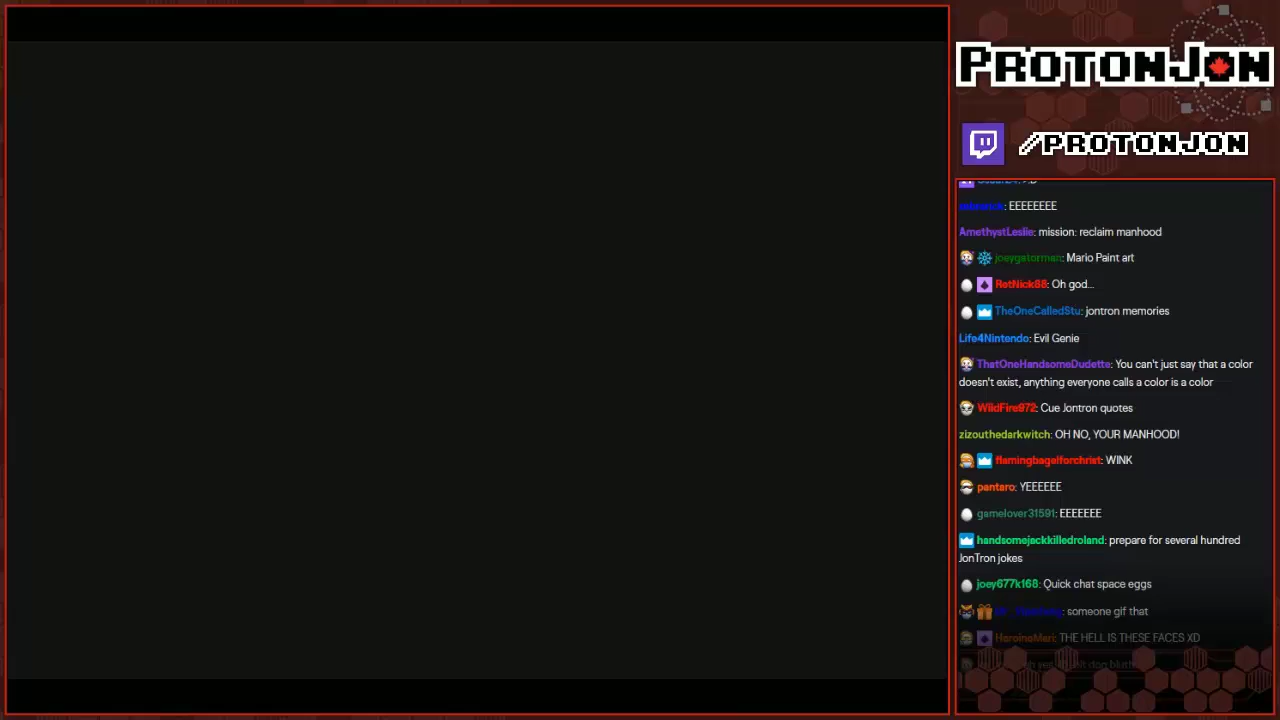 PROTONJON
/PROTONJON
: EEEEEEEE
AmethystLeslie: mission: reclaim manhood
joeygatorman: Mario Paint art
RetNick88: Oh god...
TheOneCalledStu: jontron memories
Life4Nintendo: Evil Genie
ThatOneHandsomeDudette: You can't just say that a color
doesn't exist, anything everyone calls a color is a color
WildFire972: Cue Jontron quotes
zizouthedarkwitch: OH NO, YOUR MANHOOD!
flamingbagelforchrist: WINK
pantaro: YEEEEEE
gamelover31591: EEEEEEE
handsomejackkilledroland: prepare for several hundred
JonTron jokes
joey677k168: Quick chat space eggs
: someone gif that
HaroineMari: THE HELL IS THESE FACES XD